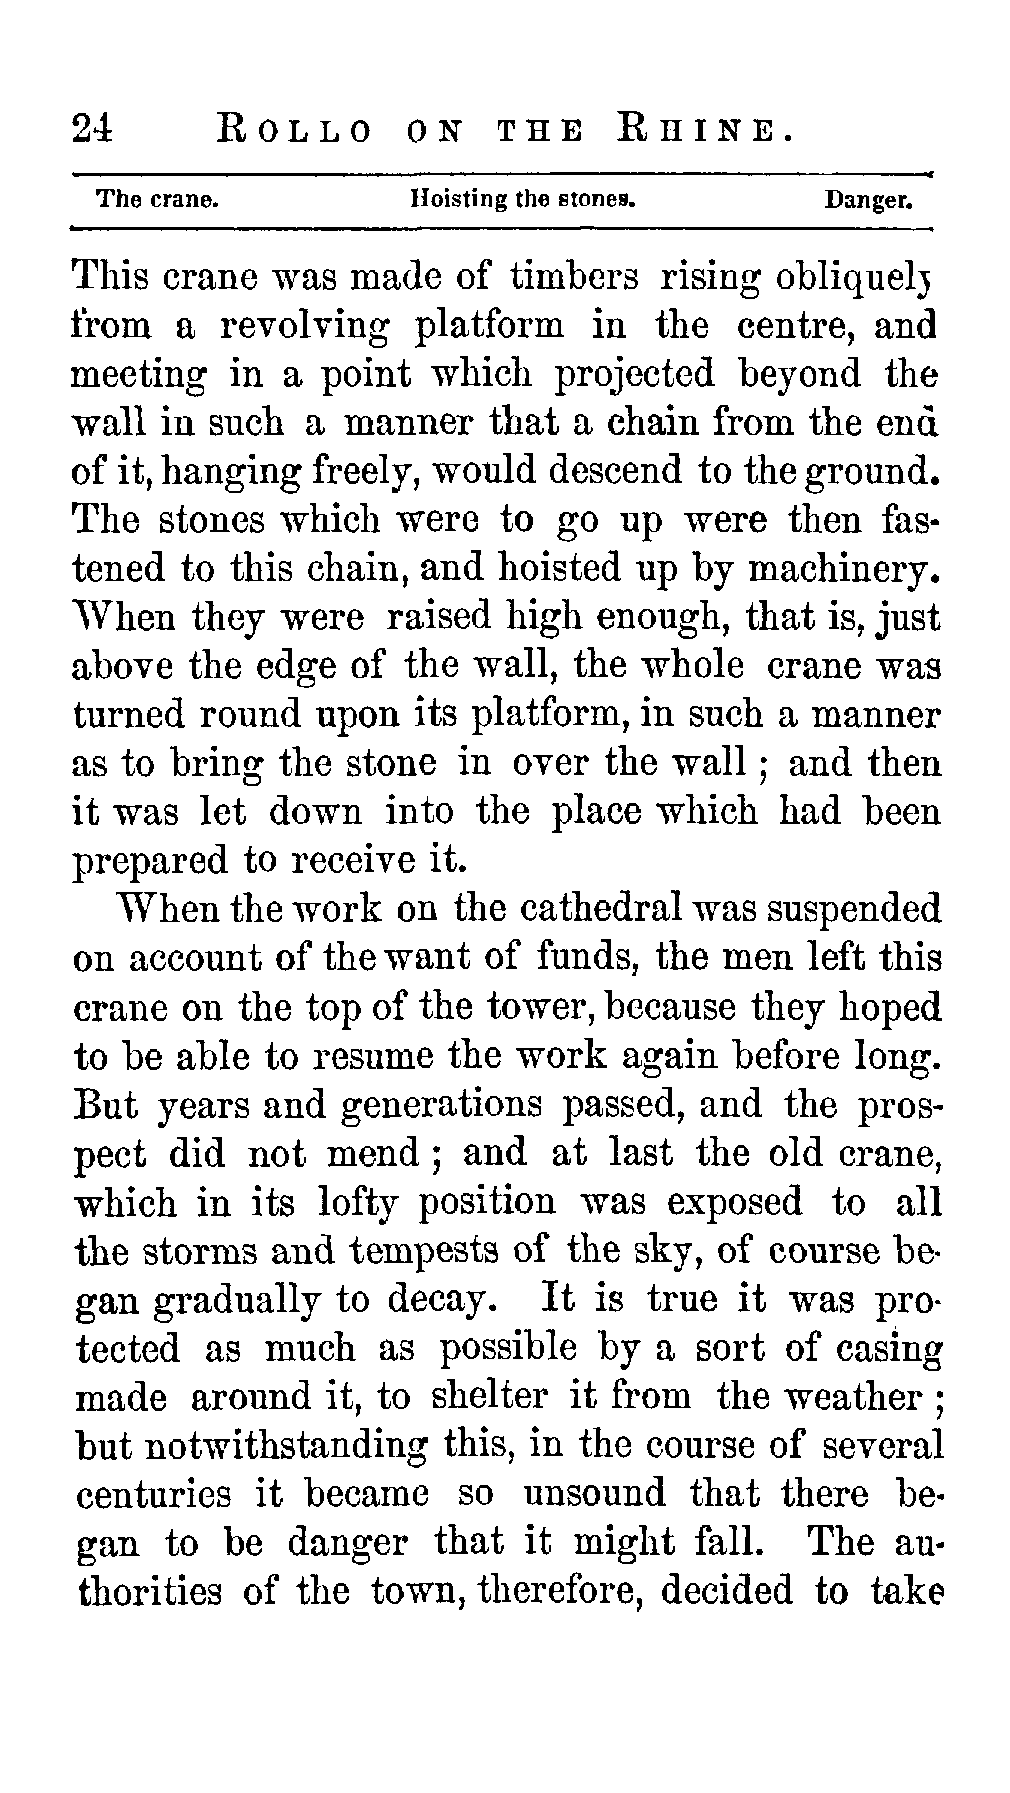 24 ROLLO ON THE RHINE.
The crane. Hoisting the stones. Danger.
This crane was made of timbers rising obliquely
from a revolving platform in the centre, and
meeting in a point which projected beyond the
wall in such a manner that a chain from the end
of it, hanging freely, would descend to the ground.
The stones which were to go up were then fas-
tened to this chain, and hoisted up by machinery.
When they were raised high enough, that is, just
above the edge of the wall, the whole crane was
turned round upon its platform, in such a manner
as to bring the stone in over the wall ; and then
it was let down into the place which had been
prepared to receive it.
When the work on the cathedral was suspended
on account of the want of funds, the men left this
crane on the top of the tower, because they hoped
to be able to resume the work again before long.
But years and generations passed, and the pros-
pect did not mend ; and at last the old crane,
which in its lofty position was exposed to all
the storms and tempests of the sky, of course be-
gan gradually to decay. It is true it was pro-
tected as much as possible by a sort of casing
made around it, to shelter it from the weather ;
but notwithstanding this, in the course of several
centuries it became so unsound that there be-
gan to be danger that it might fall. The au-
thorities of the town, therefore, decided to take